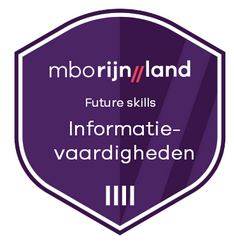 mborijn//land
Future skills
Informatie-
vaardigheden